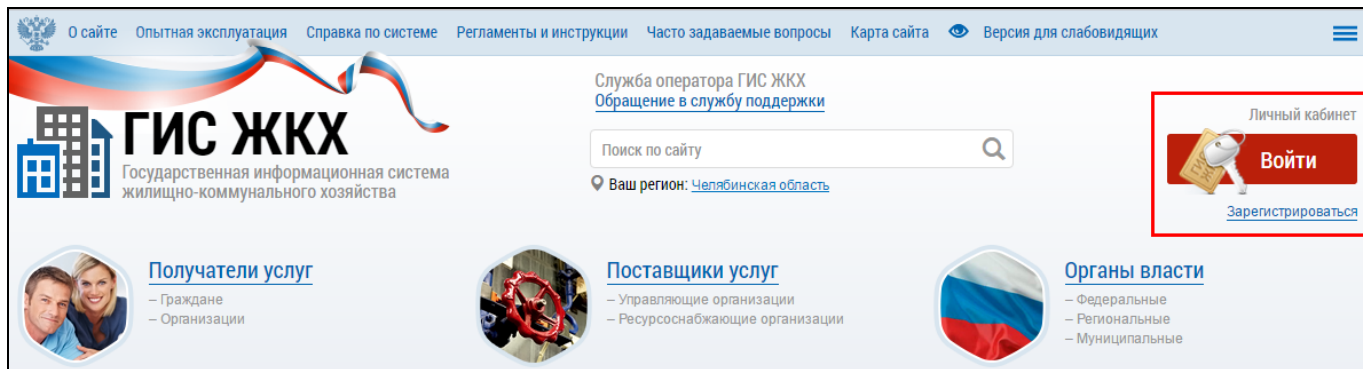 О сайте Опытная эксплуатация Справка по системе Регламенты и инструкции Часто задаваемые вопросы Карта сайта Версия для слабовидящих
Служба оператора ГИС ЖКХ
Обращение в службу поддержки
ГИС ЖКХ
Государственная информационная система
жилищно-коммунального хозяйства
Поиск по сайту
Ваш регион: Челябинская область
Личный кабинет
Войти
Зарегистрироваться
Получатели услуг
– Граждане
– Организации
Поставщики услуг
– Управляющие организации
– Ресурсоснабжающие организации
Органы власти
– Федеральные
– Региональные
– Муниципальные